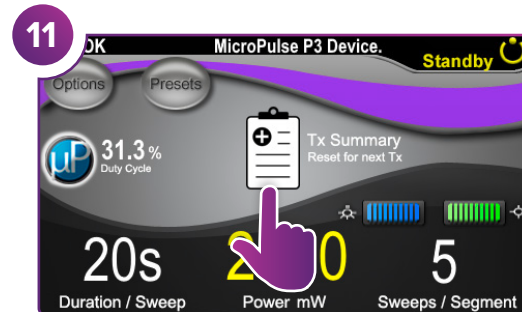 11
OK
MicroPulse P3 Device.
Standby
Options
Presets
Tx Summary
Reset for next Tx
µP
31.3 %
Duty Cycle
20s
5
Duration / Sweep
Power mW
Sweeps / Segment